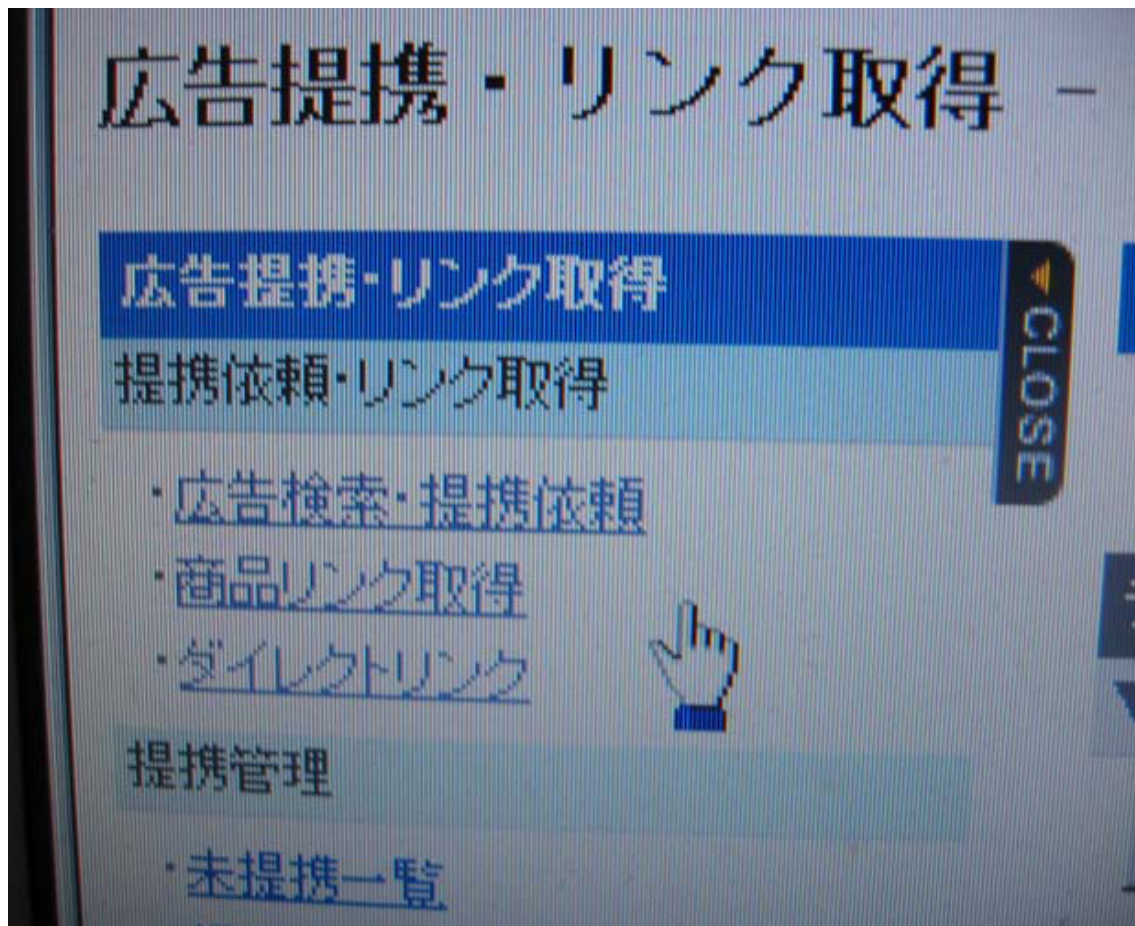 広告提携・リンク取得 -
広告提携・リンク取得
CLOSE
提携依頼・リンク取得
・広告検索・提携依頼
・商品リンク取得
・ダイレクトリンク
提携管理
・未提携一覧